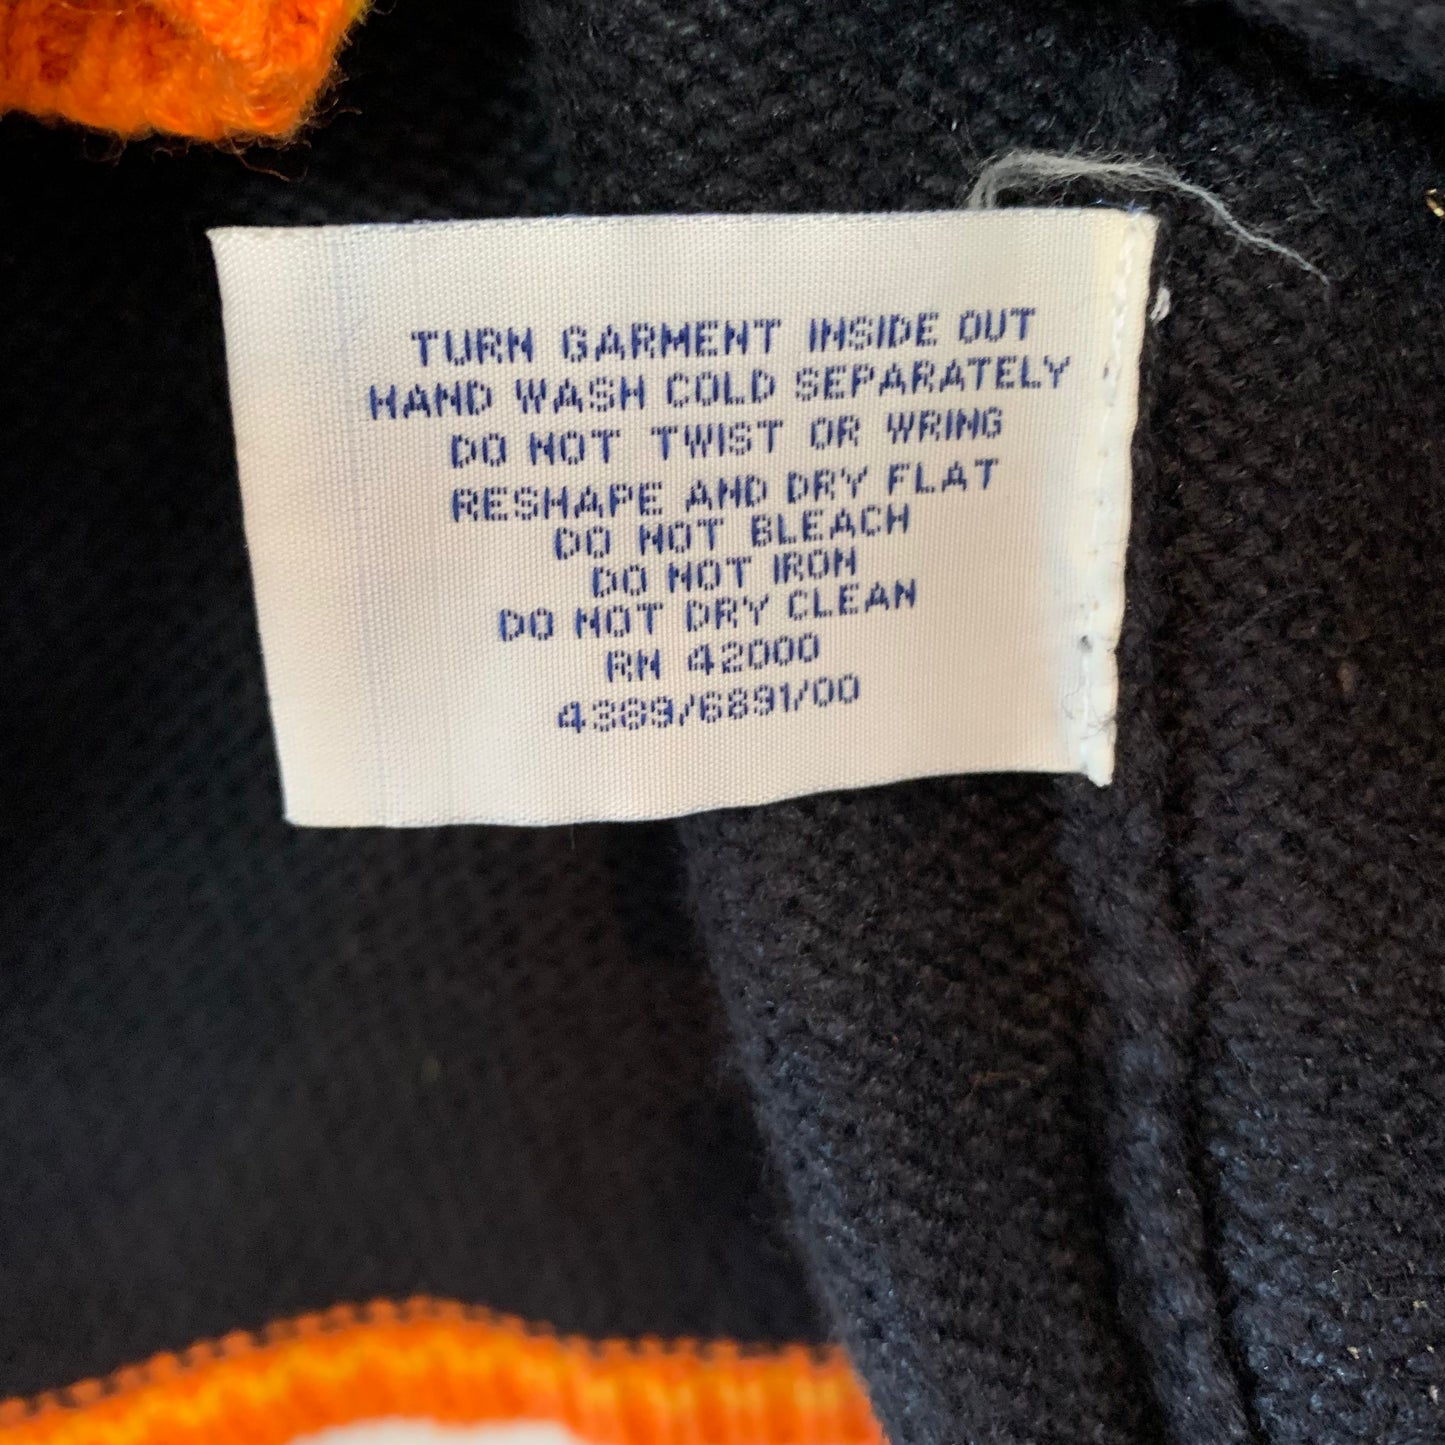 TURN GARMENT INSIDE OUT
HAND WASH COLD SEPARATELY
DO NOT TWIST OR WRING
RESHAPE AND DRY FLAT
DO NOT BLEACH
DO NOT IRON
DO NOT DRY CLEAN
RN 42000
4389/6891/00